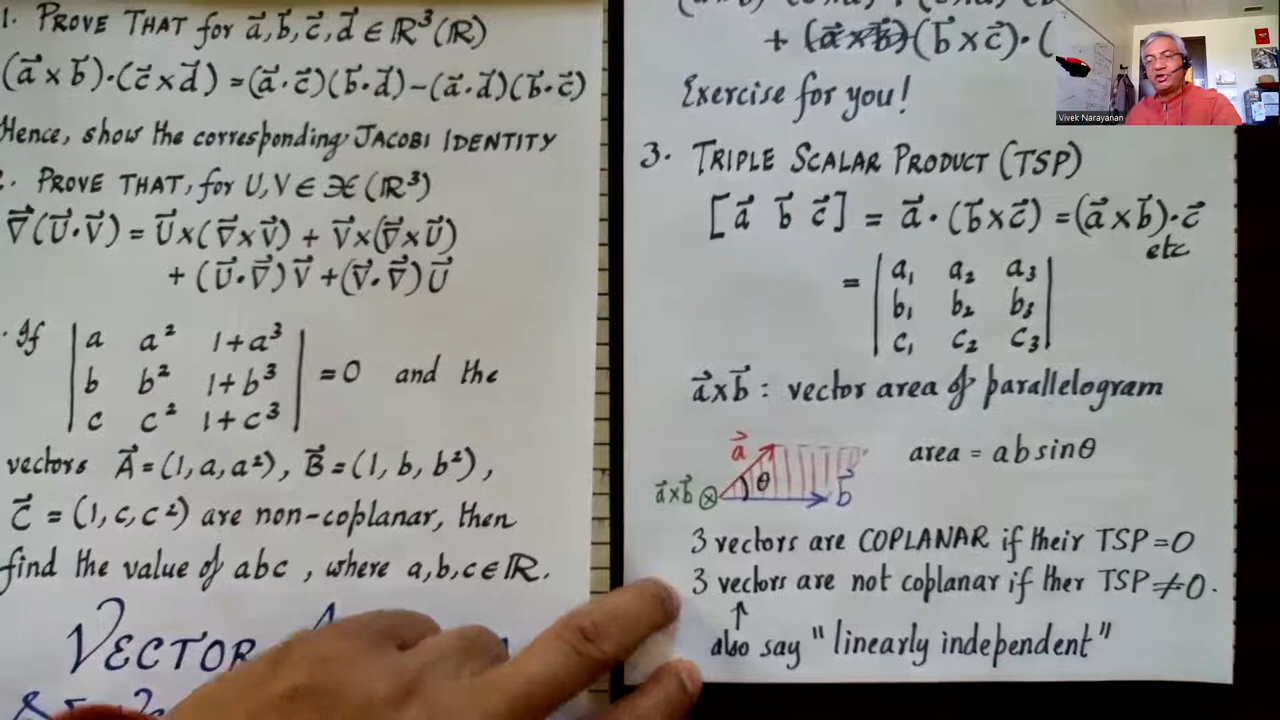 1. PROVE THAT for a⃗, b⃗, c⃗, d⃗ ∈ ℝ³(ℝ)
(a⃗ × b⃗)·(c⃗ × d⃗) = (a⃗·c⃗)(b⃗·d⃗) − (a⃗·d⃗)(b⃗·c⃗)
Hence, show the corresponding JACOBI IDENTITY
PROVE THAT, for U, V ∈ 𝔛(ℝ³)
∇⃗(U⃗·V⃗) = U⃗×(∇⃗×V⃗) + V⃗×(∇⃗×U⃗)
+ (U⃗·∇⃗)V⃗ + (V⃗·∇⃗)U⃗
If | a a² 1+a³ |
| b b² 1+b³ | = 0 and the
| c c² 1+c³ |
vectors A⃗ = (1, a, a²), B⃗ = (1, b, b²),
C⃗ = (1, c, c²) are non-coplanar, then
find the value of abc, where a, b, c ∈ ℝ.
VECTOR
+ (b⃗ × c⃗)·(
Exercise for you!
3. TRIPLE SCALAR PRODUCT (TSP)
[a⃗ b⃗ c⃗] = a⃗·(b⃗×c⃗) = (a⃗×b⃗)·c⃗
etc
= | a₁ a₂ a₃ |
| b₁ b₂ b₃ |
| c₁ c₂ c₃ |
a⃗×b⃗ : vector area of parallelogram
a⃗
area = ab sinθ
θ
a⃗×b⃗ ⊗
b⃗
3 vectors are COPLANAR if their TSP = 0
3 vectors are not coplanar if ther TSP ≠ 0.
↑
also say "linearly independent"
Vivek Narayanan